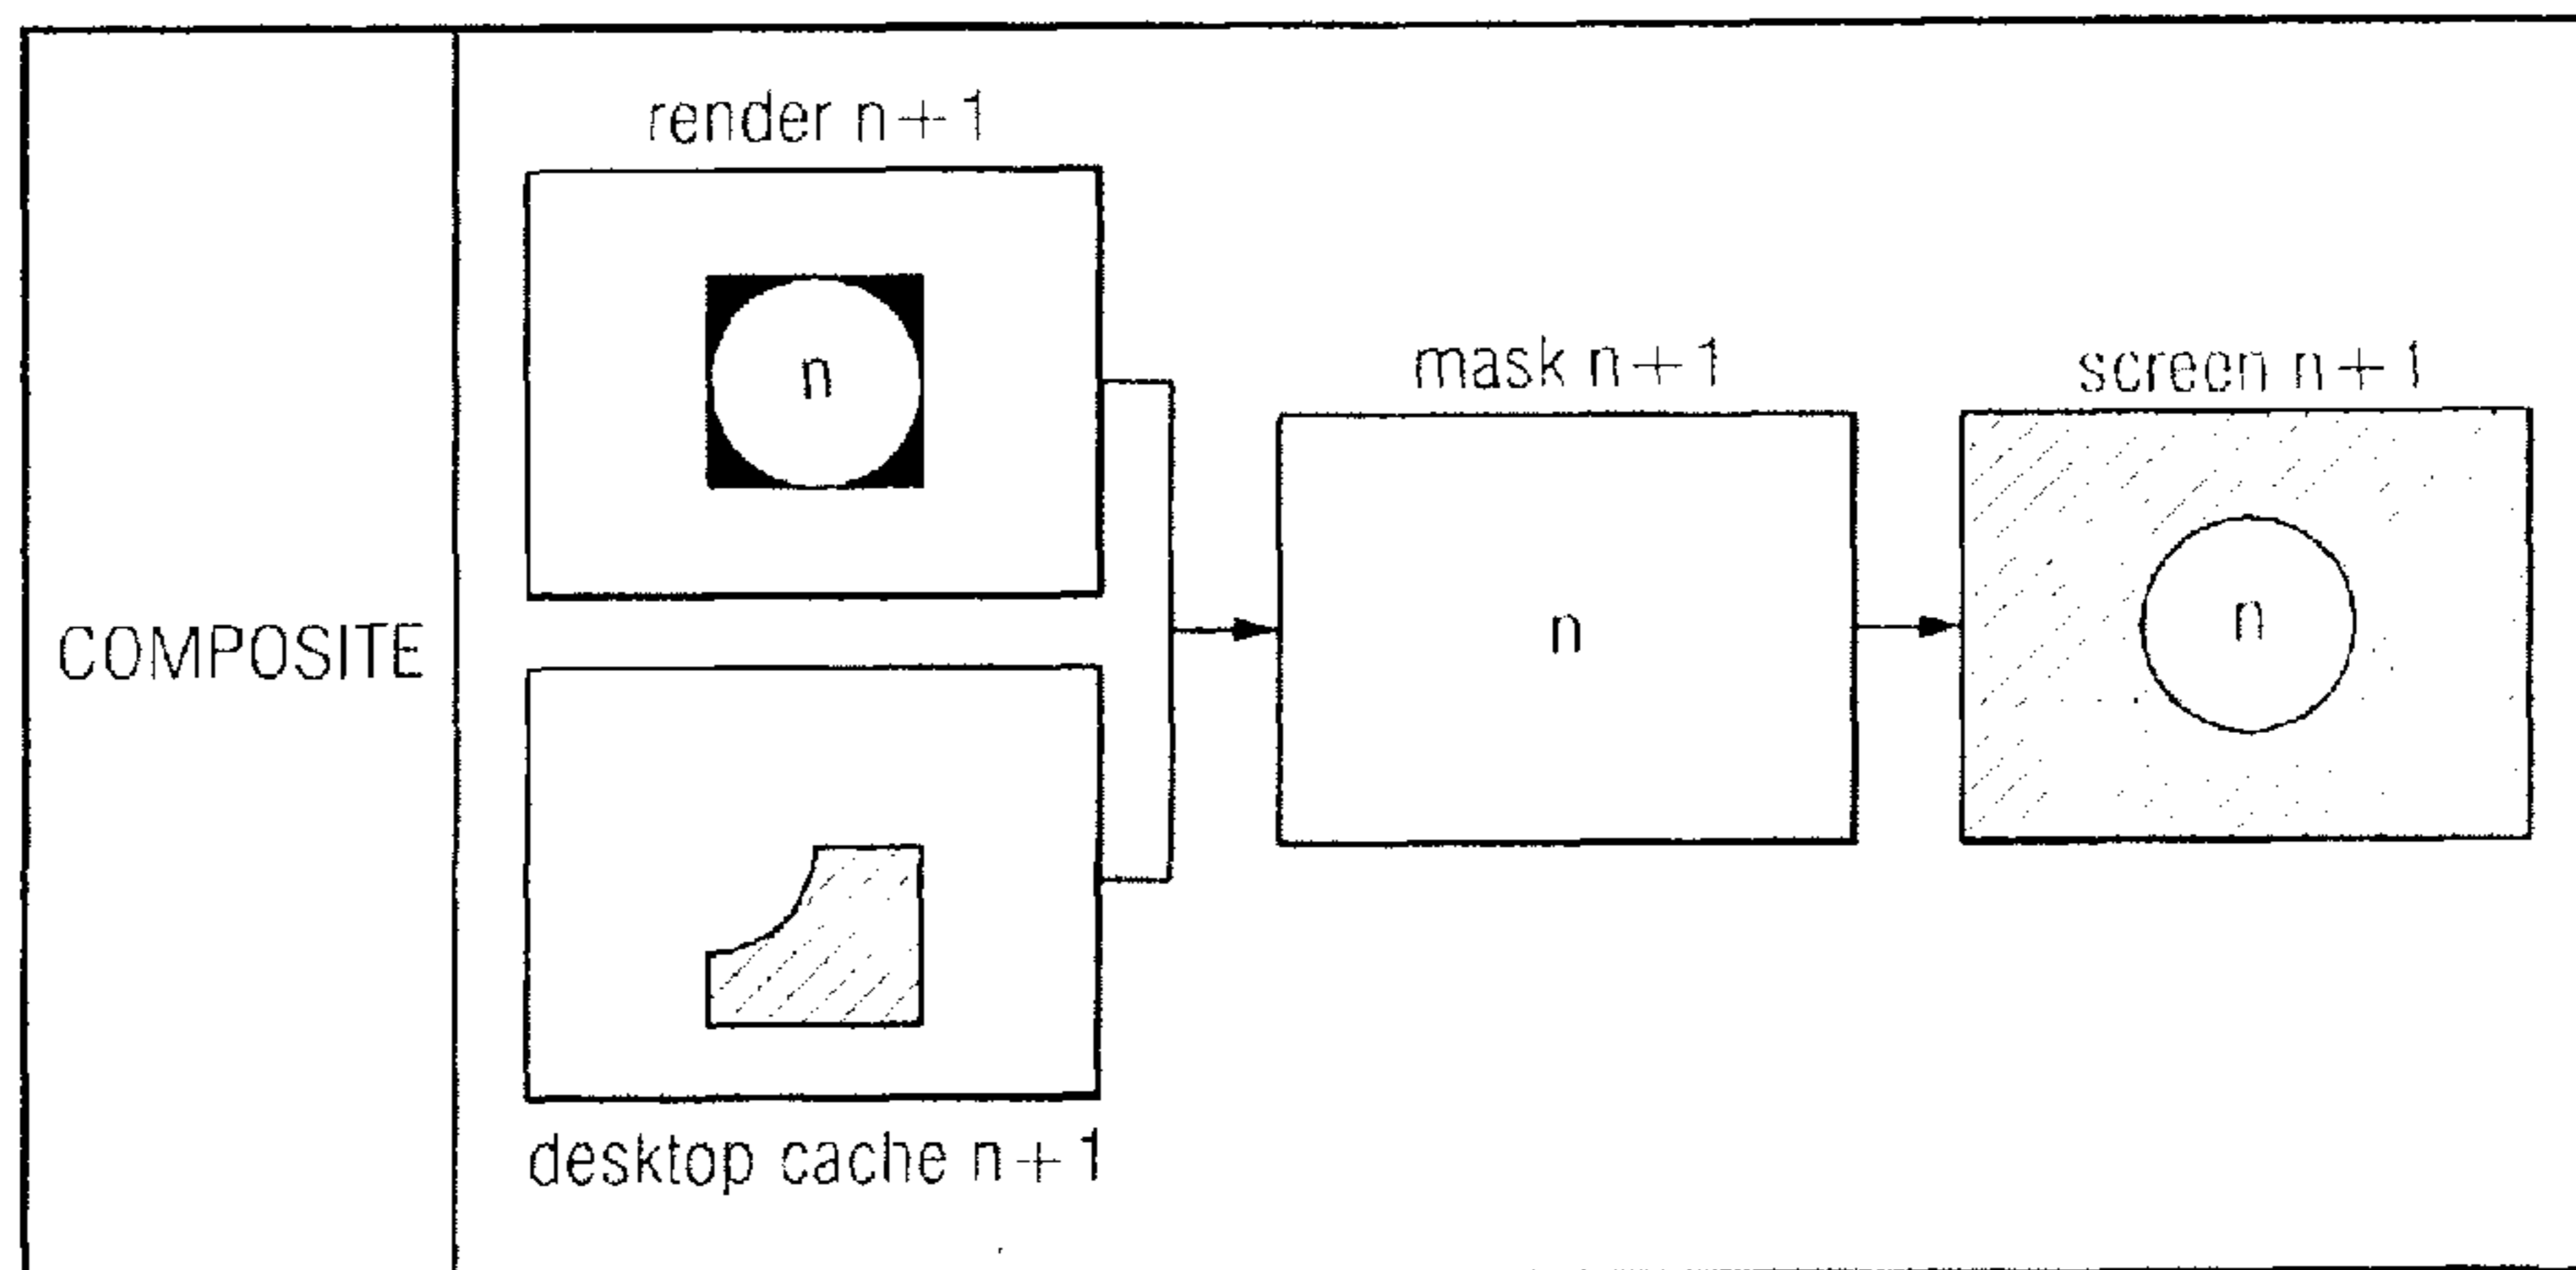 COMPOSITE
render n+1
n
desktop cache n+1
mask n+1
n
screen n+1
n